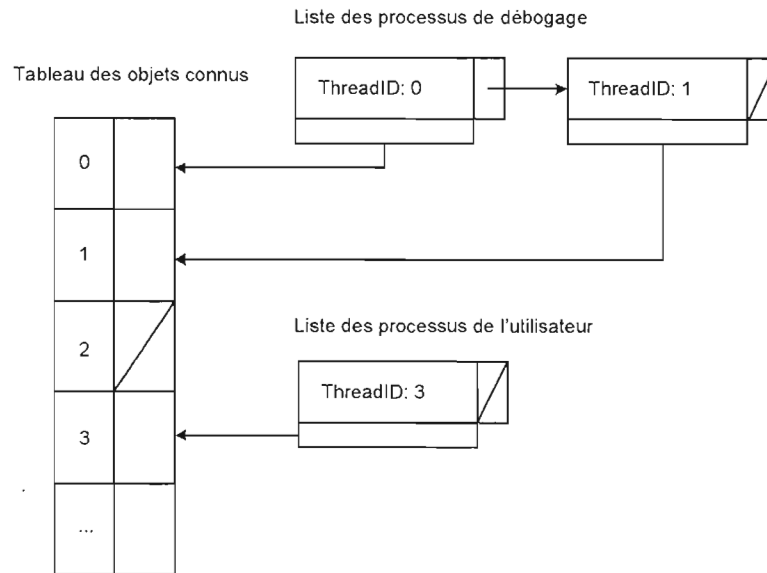 Liste des processus de débogage
Tableau des objets connus
ThreadID: 0
ThreadID: 1
0
1
2
Liste des processus de l'utilisateur
ThreadID: 3
3
...